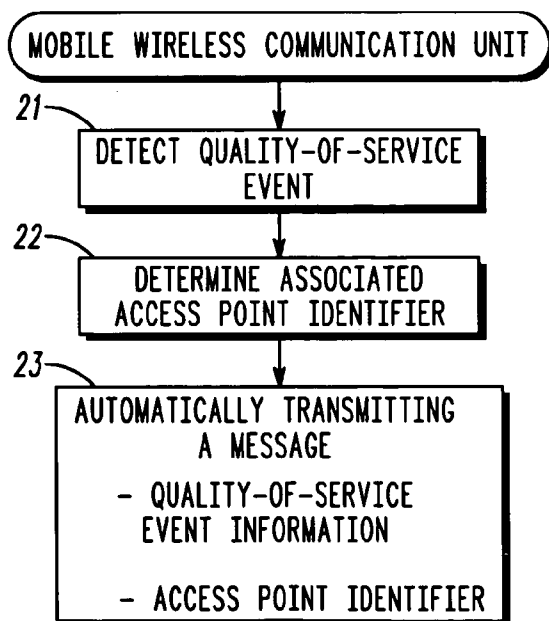 MOBILE WIRELESS COMMUNICATION UNIT
21
DETECT QUALITY-OF-SERVICE
EVENT
22
DETERMINE ASSOCIATED
ACCESS POINT IDENTIFIER
23
AUTOMATICALLY TRANSMITTING
A MESSAGE
- QUALITY-OF-SERVICE
EVENT INFORMATION
- ACCESS POINT IDENTIFIER